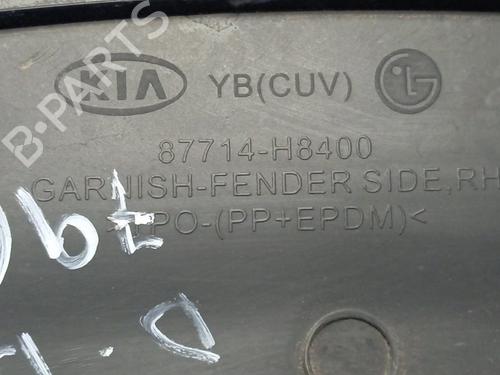 KIA YB(CUV) LG
87714-H8400
GARNISH-FENDER SIDE, RH
>TPO-(PP+EPDM)<
B-PARTS